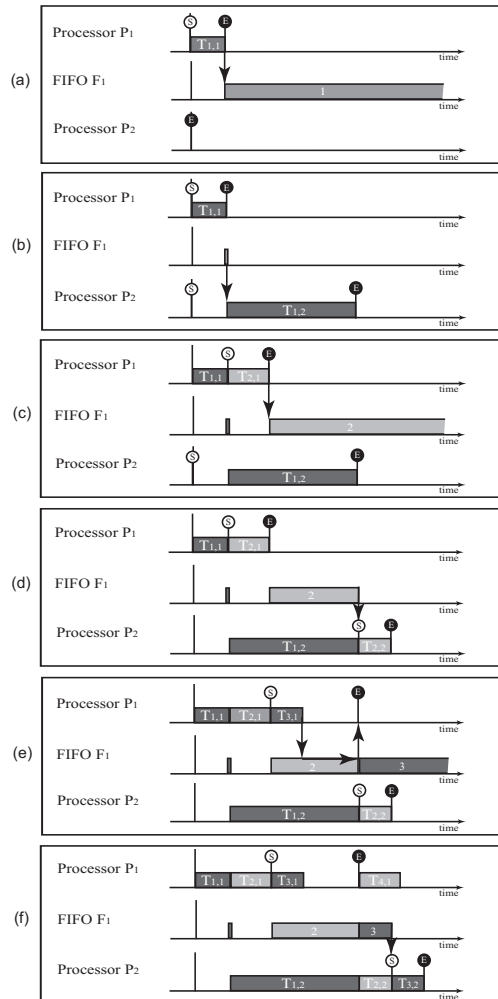 (a)
Processor P1
S
E
T1,1
time
FIFO F1
1
time
Processor P2
E
time
(b)
Processor P1
S
E
T1,1
time
FIFO F1
time
Processor P2
S
E
T1,2
time
(c)
Processor P1
S
E
T1,1 T2,1
time
FIFO F1
2
time
Processor P2
S
E
T1,2
time
(d)
Processor P1
S
E
T1,1 T2,1
time
FIFO F1
2
time
Processor P2
S
E
T1,2 T2,2
time
(e)
Processor P1
S
E
T1,1 T2,1 T3,1
time
FIFO F1
2 3
time
Processor P2
S
E
T1,2 T2,2
time
(f)
Processor P1
S
E
T1,1 T2,1 T3,1 T4,1
time
FIFO F1
2 3
time
Processor P2
S
E
T1,2 T2,2 T3,2
time